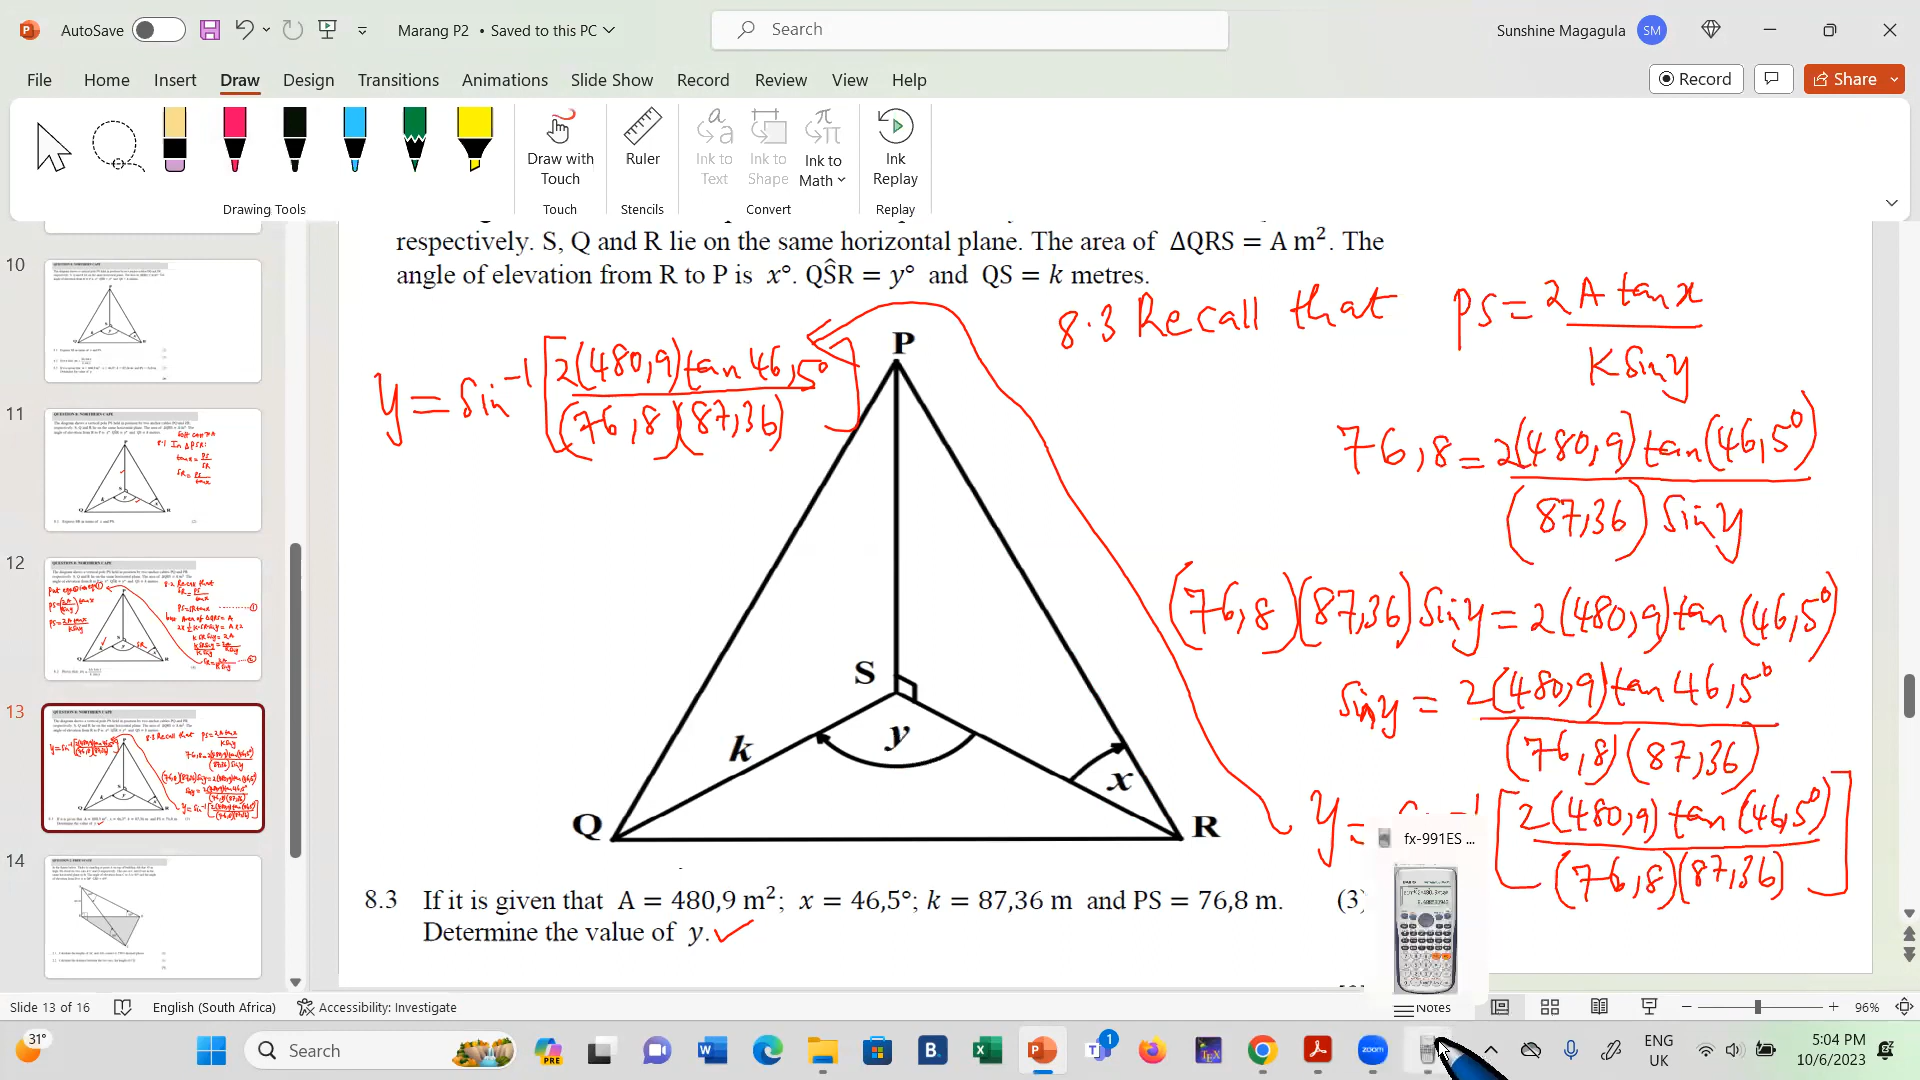 AutoSave
Marang P2 • Saved to this PC
Search
Sunshine Magagula
SM
File Home Insert Draw Design Transitions Animations Slide Show Record Review View Help
Record
Share
Draw with Touch
Ruler
Ink to Text
Ink to Shape
Ink to Math
Ink Replay
Drawing Tools
Touch
Stencils
Convert
Replay
10
11
12
13
14
respectively. S, Q and R lie on the same horizontal plane. The area of ΔQRS = A m². The
angle of elevation from R to P is x°. QŜR = y° and QS = k metres.
8.3 Recall that PS = 2A tan x / K sin y
y = sin⁻¹[2(480,9)tan 46,5° / (76,8)(87,36)]
76,8 = 2(480,9)tan(46,5°) / (87,36) sin y
(76,8)(87,36) sin y = 2(480,9)tan(46,5°)
sin y = 2(480,9)tan 46,5° / (76,8)(87,36)
y = [2(480,9)tan(46,5°) / (76,8)(87,36)]
P
S
k
y
x
Q
R
8.3 If it is given that A = 480,9 m²; x = 46,5°; k = 87,36 m and PS = 76,8 m. (3)
Determine the value of y.
fx-991ES ...
Slide 13 of 16
English (South Africa)
Accessibility: Investigate
Notes
96%
31°
Search
PRE
1
zoom
ENG
UK
5:04 PM
10/6/2023